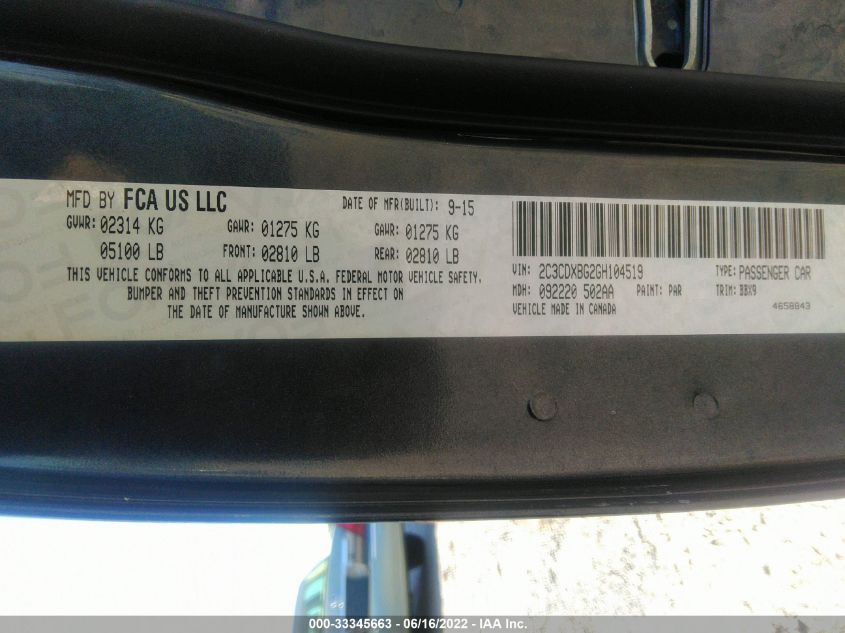 MFD BY FCA US LLC
DATE OF MFR(BUILT): 9-15
GVWR: 02314 KG GAWR: 01275 KG GAWR: 01275 KG
05100 LB FRONT: 02810 LB REAR: 02810 LB
THIS VEHICLE CONFORMS TO ALL APPLICABLE U.S.A. FEDERAL MOTOR VEHICLE SAFETY,
BUMPER AND THEFT PREVENTION STANDARDS IN EFFECT ON
THE DATE OF MANUFACTURE SHOWN ABOVE.
VIN: 2C3CDXBG2GH104519 TYPE: PASSENGER CAR
MDH: 092220 502AA PAINT: PAR TRIM: BBX9
VEHICLE MADE IN CANADA 4658843
000-33345663 - 06/16/2022 - IAA Inc.